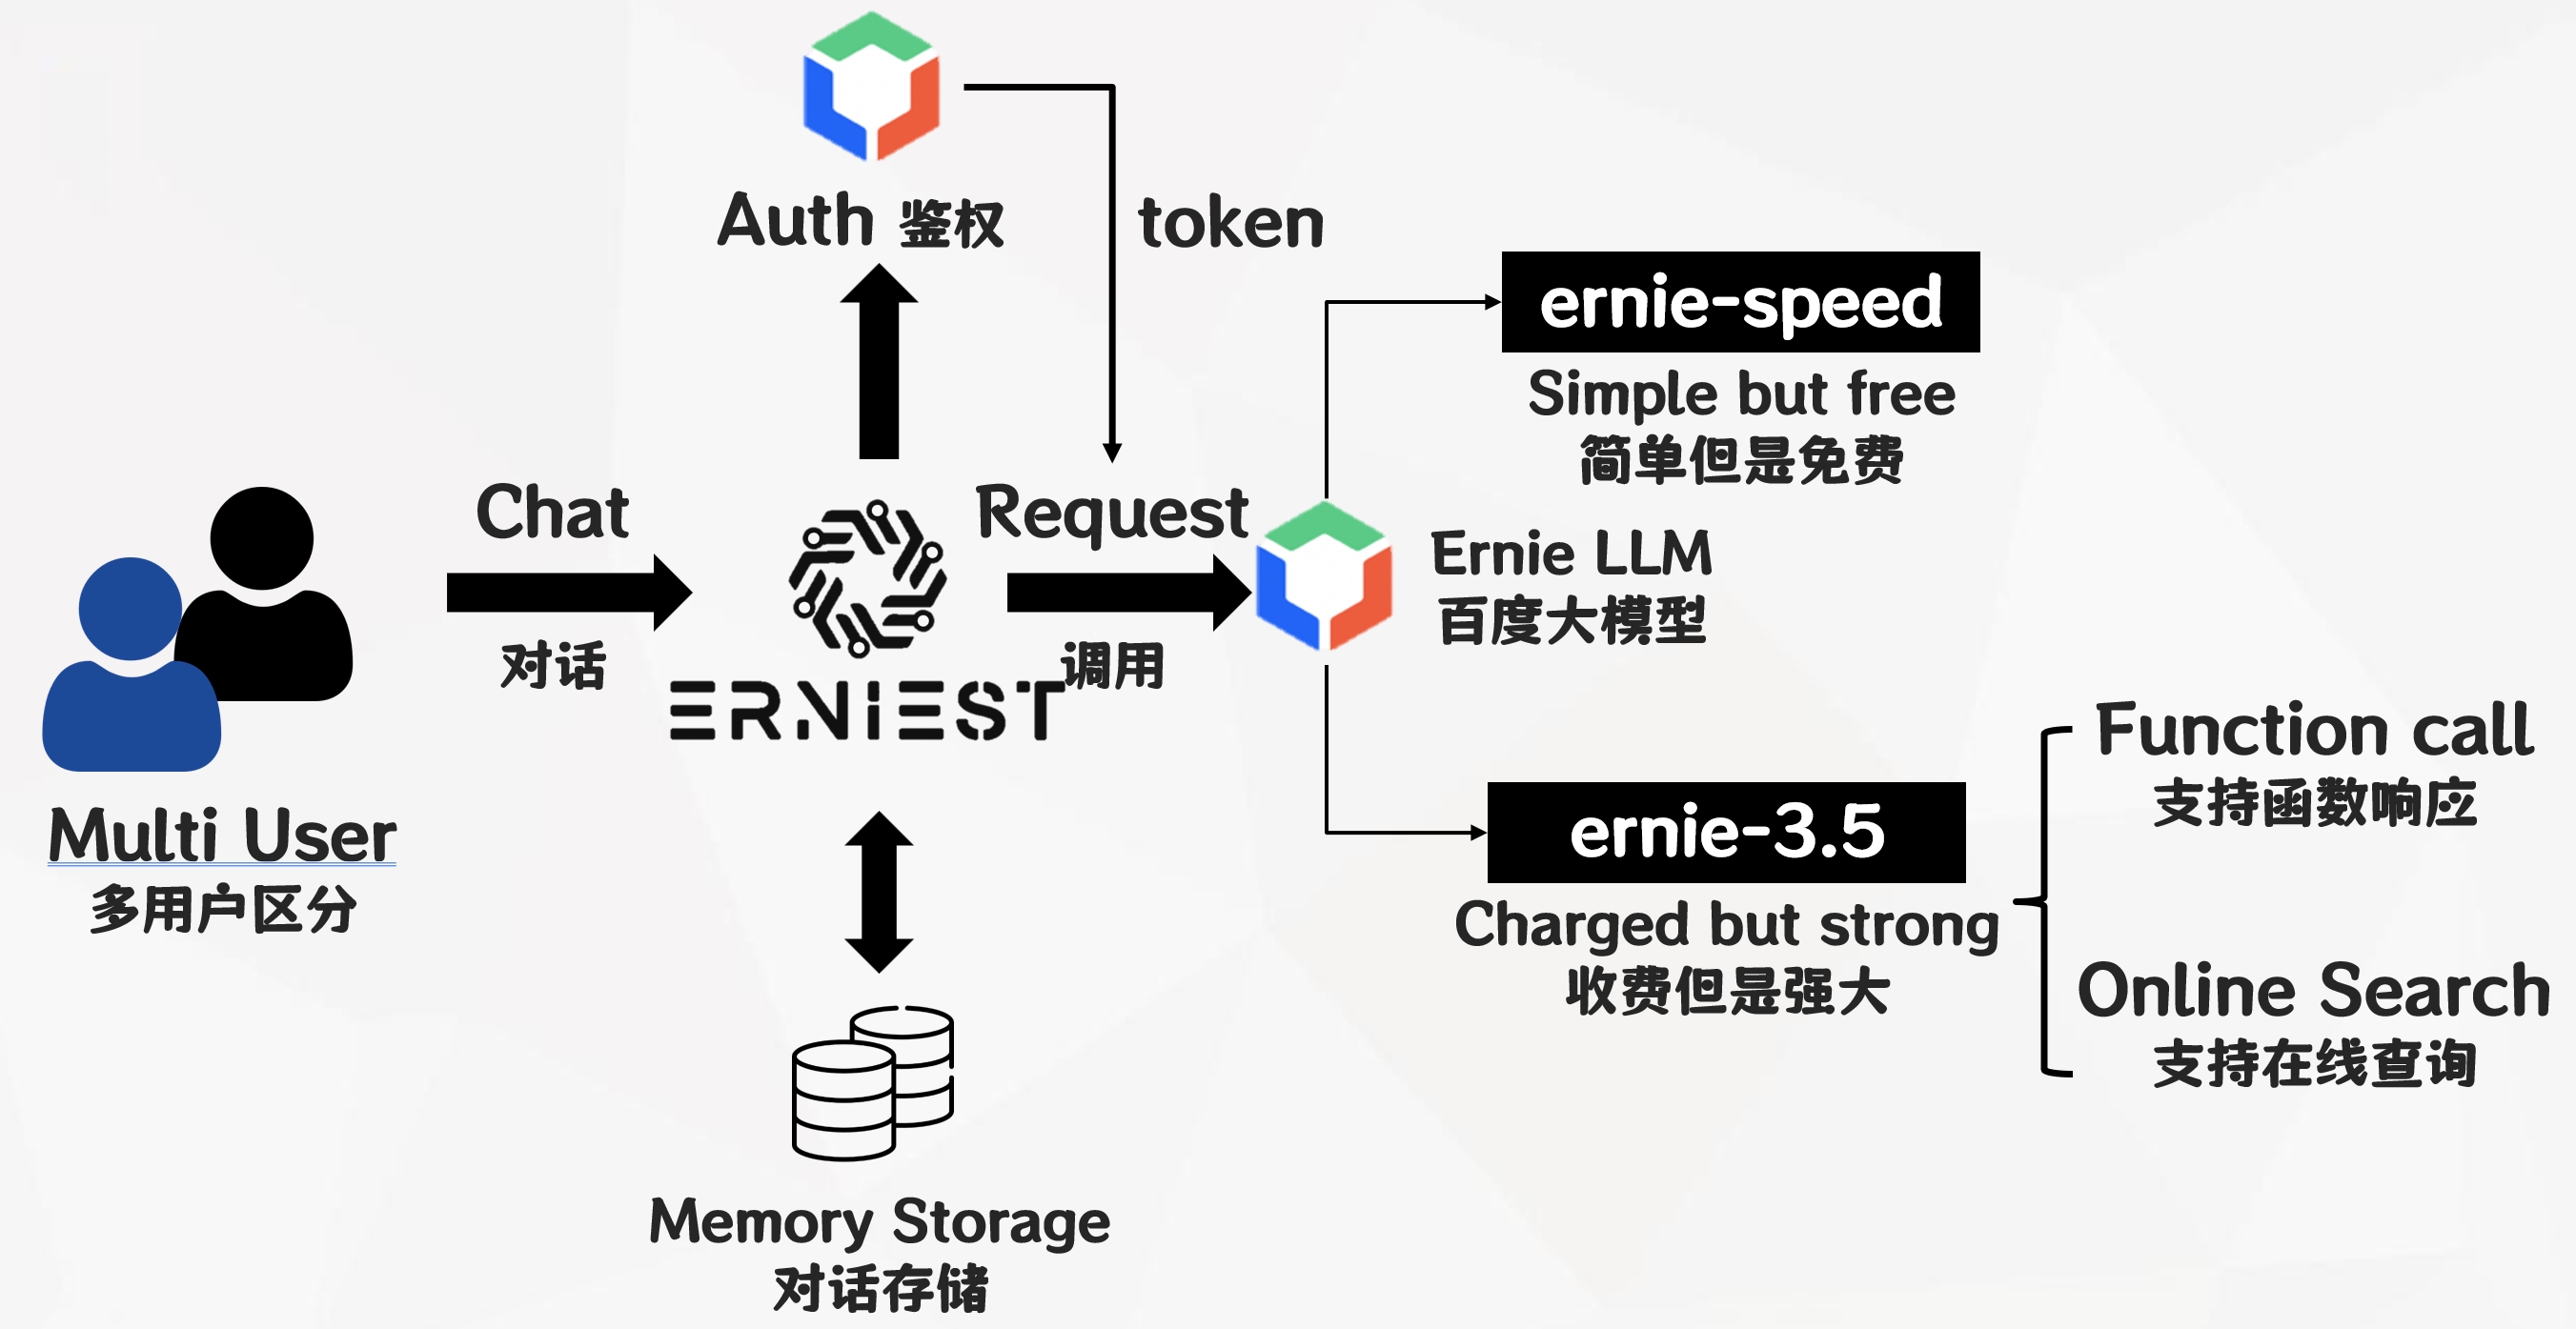 Auth 鉴权
token
ernie-speed
Simple but free
简单但是免费
Chat
对话
ERNiEST
Request
调用
Ernie LLM
百度大模型
Multi User
多用户区分
ernie-3.5
Charged but strong
收费但是强大
Function call
支持函数响应
Online Search
支持在线查询
Memory Storage
对话存储